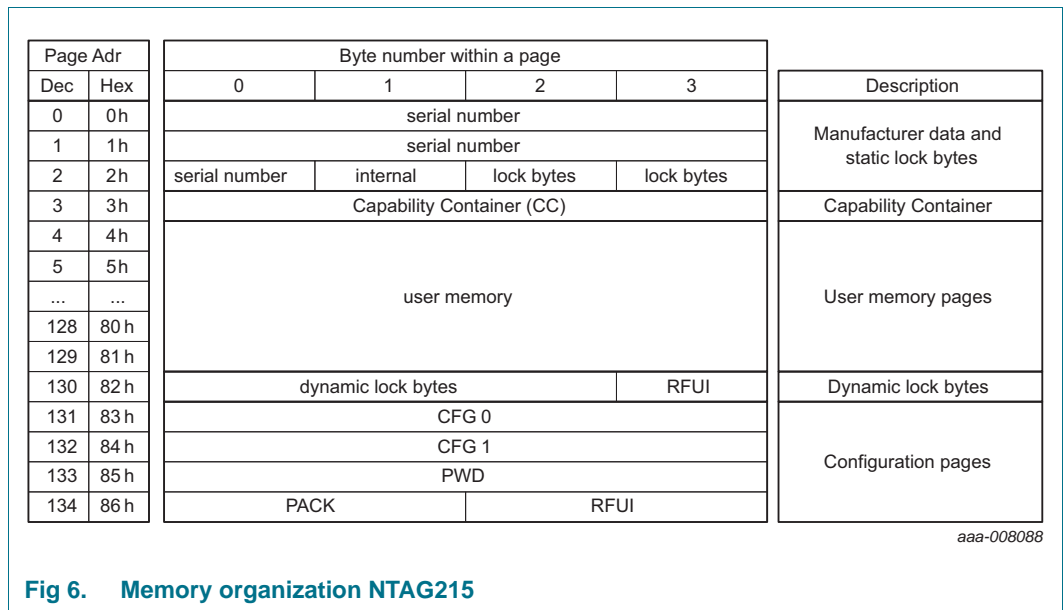 Page Adr Byte number within a page
Dec Hex 0 1 2 3 Description
0 0h serial number
Manufacturer data and
1 1h serial number
static lock bytes
2 2h serial number internal lock bytes lock bytes
3 3h Capability Container (CC) Capability Container
4 4h
5 5h
... ... user memory User memory pages
128 80h
129 81h
130 82h dynamic lock bytes RFUI Dynamic lock bytes
131 83h CFG 0
132 84h CFG 1
Configuration pages
133 85h PWD
134 86h PACK RFUI
aaa-008088
Fig 6. Memory organization NTAG215